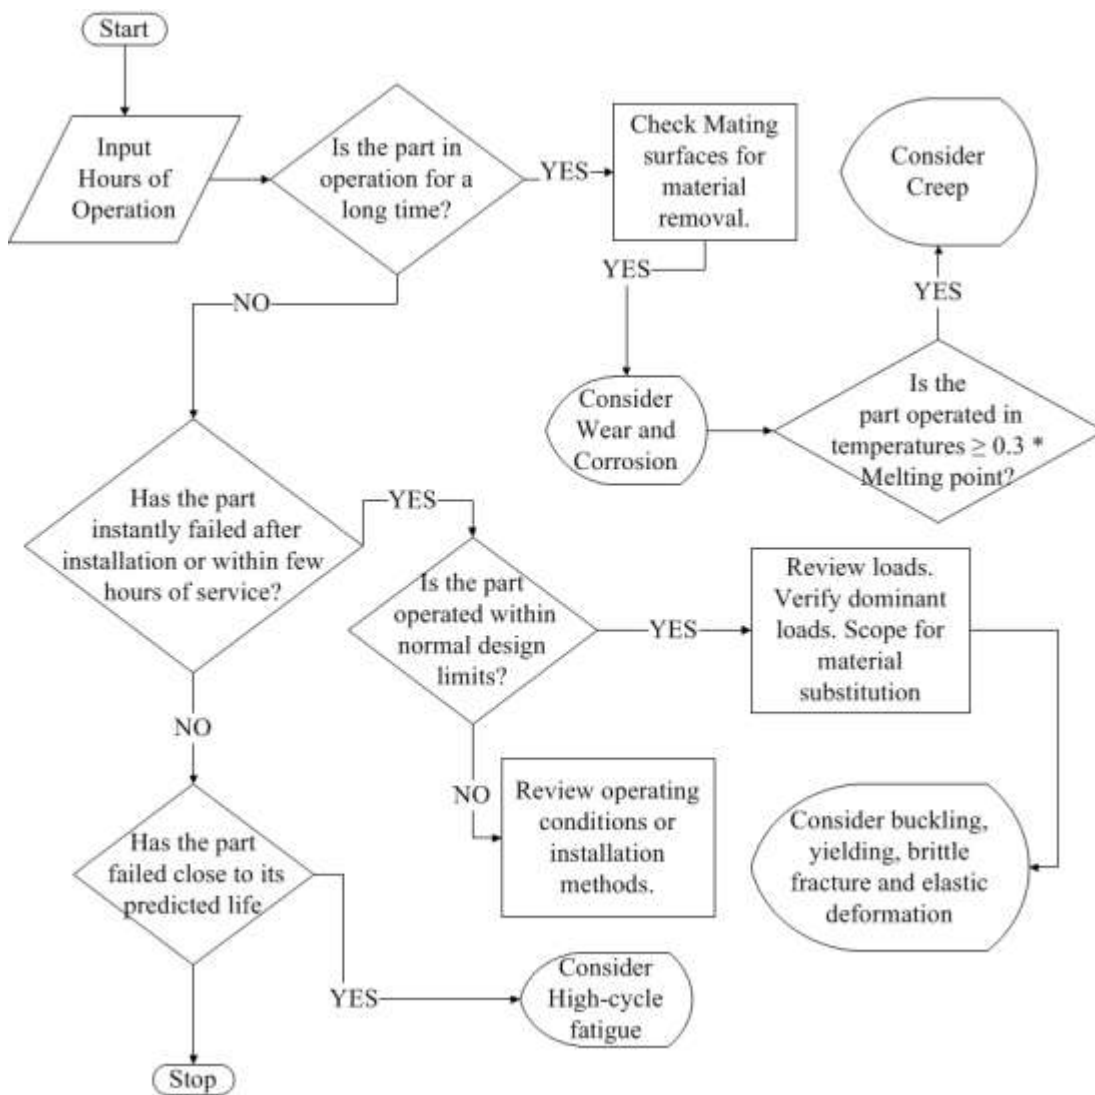 Start
Input
Hours of
Operation
Is the part in
operation for a
long time?
YES
Check Mating
surfaces for
material
removal.
Consider
Creep
YES
YES
NO
Consider
Wear and
Corrosion
Is the
part operated in
temperatures ≥ 0.3 *
Melting point?
Has the part
instantly failed after
installation or within few
hours of service?
YES
Is the part
operated within
normal design
limits?
YES
Review loads.
Verify dominant
loads. Scope for
material
substitution
NO
NO
Review operating
conditions or
installation
methods.
Consider buckling,
yielding, brittle
fracture and elastic
deformation
Has the part
failed close to its
predicted life
YES
Consider
High-cycle
fatigue
Stop